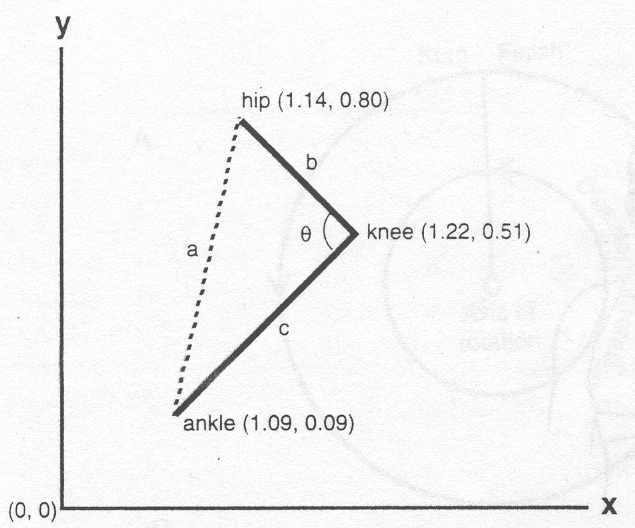 y
hip (1.14, 0.80)
b
θ
knee (1.22, 0.51)
a
c
ankle (1.09, 0.09)
(0, 0)
x